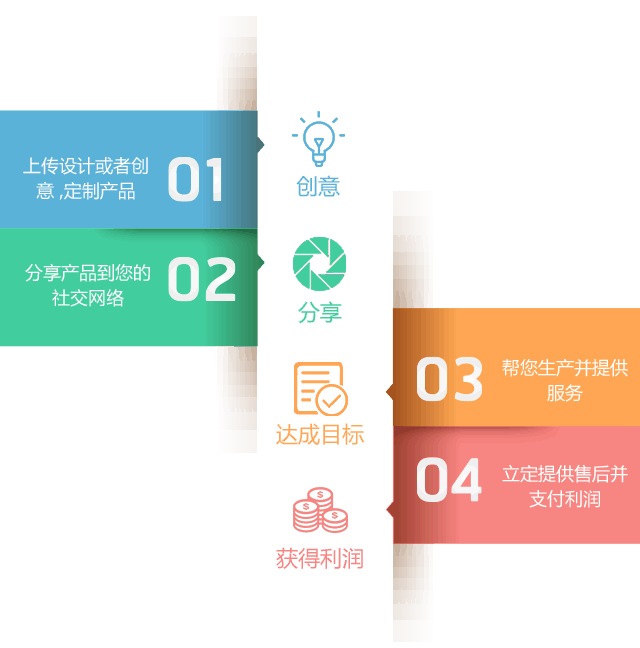 上传设计或者创
意 ,定制产品
01
创意
分享产品到您的
社交网络
02
分享
达成目标
03
帮您生产并提供
服务
获得利润
04
立定提供售后并
支付利润